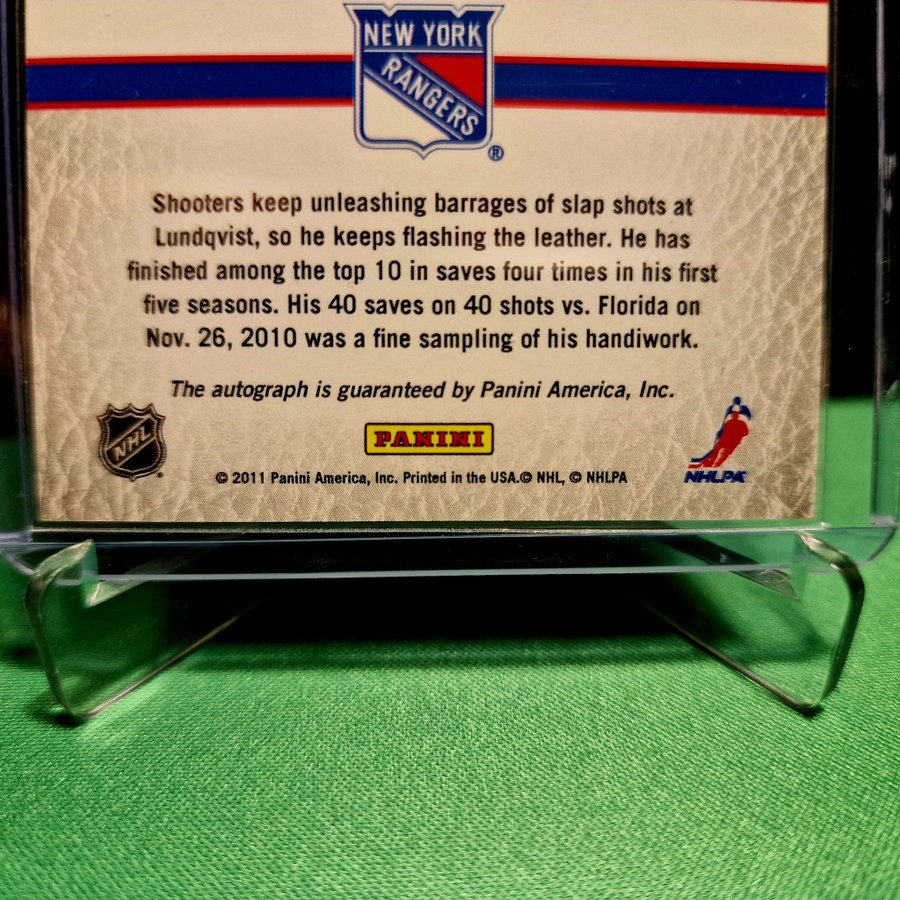 NEW YORK
RANGERS
®
Shooters keep unleashing barrages of slap shots at
Lundqvist, so he keeps flashing the leather. He has
finished among the top 10 in saves four times in his first
five seasons. His 40 saves on 40 shots vs. Florida on
Nov. 26, 2010 was a fine sampling of his handiwork.
The autograph is guaranteed by Panini America, Inc.
NHL
PANINI
NHLPA
© 2011 Panini America, Inc. Printed in the USA.© NHL, © NHLPA